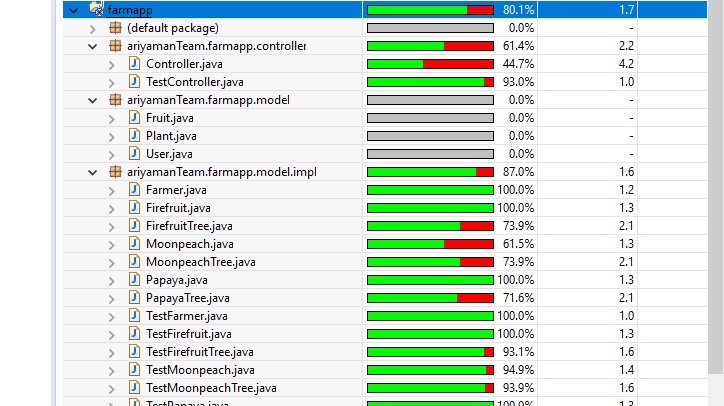 farmapp 80.1% 1.7
(default package) 0.0% -
ariyamanTeam.farmapp.controller 61.4% 2.2
Controller.java 44.7% 4.2
TestController.java 93.0% 1.0
ariyamanTeam.farmapp.model 0.0% -
Fruit.java 0.0% -
Plant.java 0.0% -
User.java 0.0% -
ariyamanTeam.farmapp.model.impl 87.0% 1.6
Farmer.java 100.0% 1.2
Firefruit.java 100.0% 1.3
FirefruitTree.java 73.9% 2.1
Moonpeach.java 61.5% 1.3
MoonpeachTree.java 73.9% 2.1
Papaya.java 100.0% 1.3
PapayaTree.java 71.6% 2.1
TestFarmer.java 100.0% 1.0
TestFirefruit.java 100.0% 1.3
TestFirefruitTree.java 93.1% 1.6
TestMoonpeach.java 94.9% 1.4
TestMoonpeachTree.java 93.9% 1.6
TestPapaya.java 100.0% 1.3